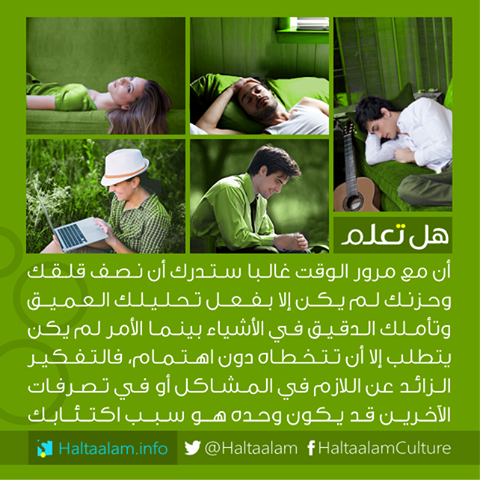 هل تعلم
أن مع مرور الوقت غالبا ستدرك أن نصف قلقك
وحزنك لم يكن إلا بفعل تحليلك العميق
وتأملك الدقيق في الأشياء بينما الأمر لم يكن
يتطلب إلا أن تتخطاه دون اهتمام، فالتفكير
الزائد عن اللازم في المشاكل أو في تصرفات
الآخرين قد يكون وحده هو سبب اكتئابك
Haltaalam.info @Haltaalam HaltaalamCulture